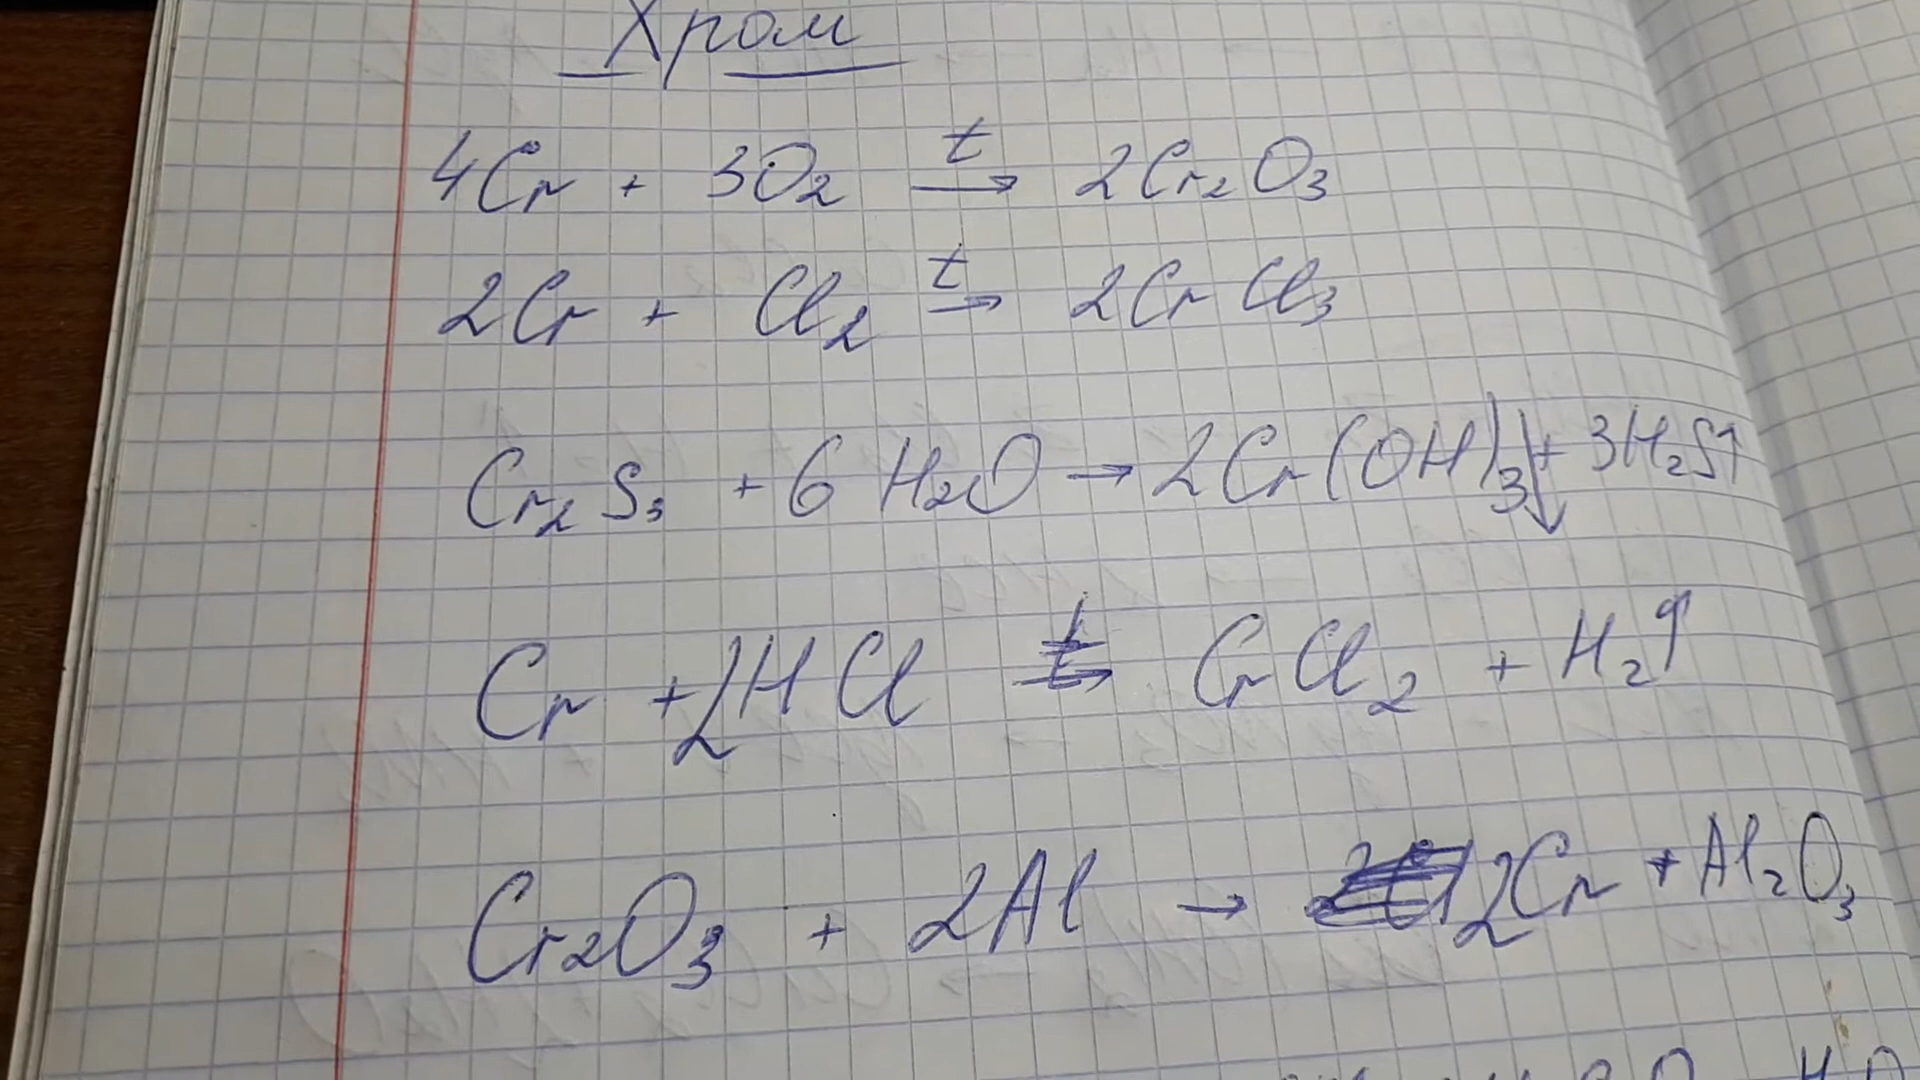 Хром
4Cr + 3O₂ →ᵗ 2Cr₂O₃
2Cr + Cl₂ →ᵗ 2CrCl₃
Cr₂S₃ + 6H₂O → 2Cr(OH)₃↓ + 3H₂S↑
Cr + 2HCl → CrCl₂ + H₂↑
Cr₂O₃ + 2Al → 2Cr + Al₂O₃